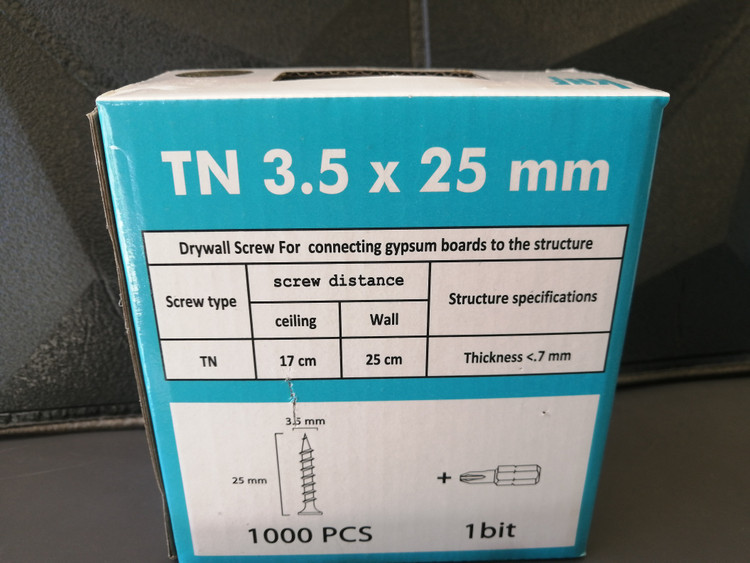 TN 3.5 x 25 mm
Drywall Screw For connecting gypsum boards to the structure
Screw type
screw distance
Structure specifications
ceiling
Wall
TN
17 cm
25 cm
Thickness <.7 mm
3.5 mm
25 mm
+
1000 PCS
1bit